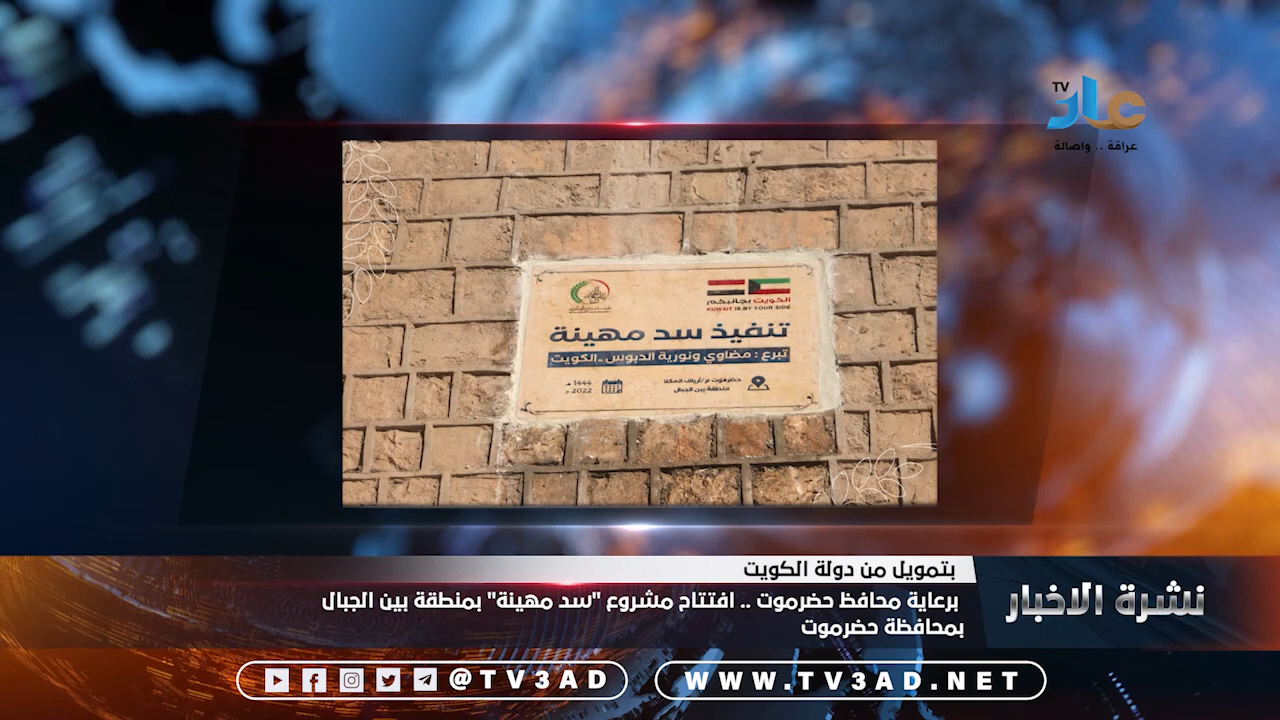 TV
عاد
عراقة .. واصالة
الكويت بجانبكم
KUWAIT IS BY YOUR SIDE
تنفيذ سد مهينة
تبرع : مضاوي ونورية الدبوس - الكويت
حضرموت م/أرياف المكلا
منطقة بين الجبال
1444 هـ
2022 م
بتمويل من دولة الكويت
نشرة الاخبار
برعاية محافظ حضرموت .. افتتاح مشروع "سد مهينة" بمنطقة بين الجبال
بمحافظة حضرموت
@TV3AD
WWW.TV3AD.NET